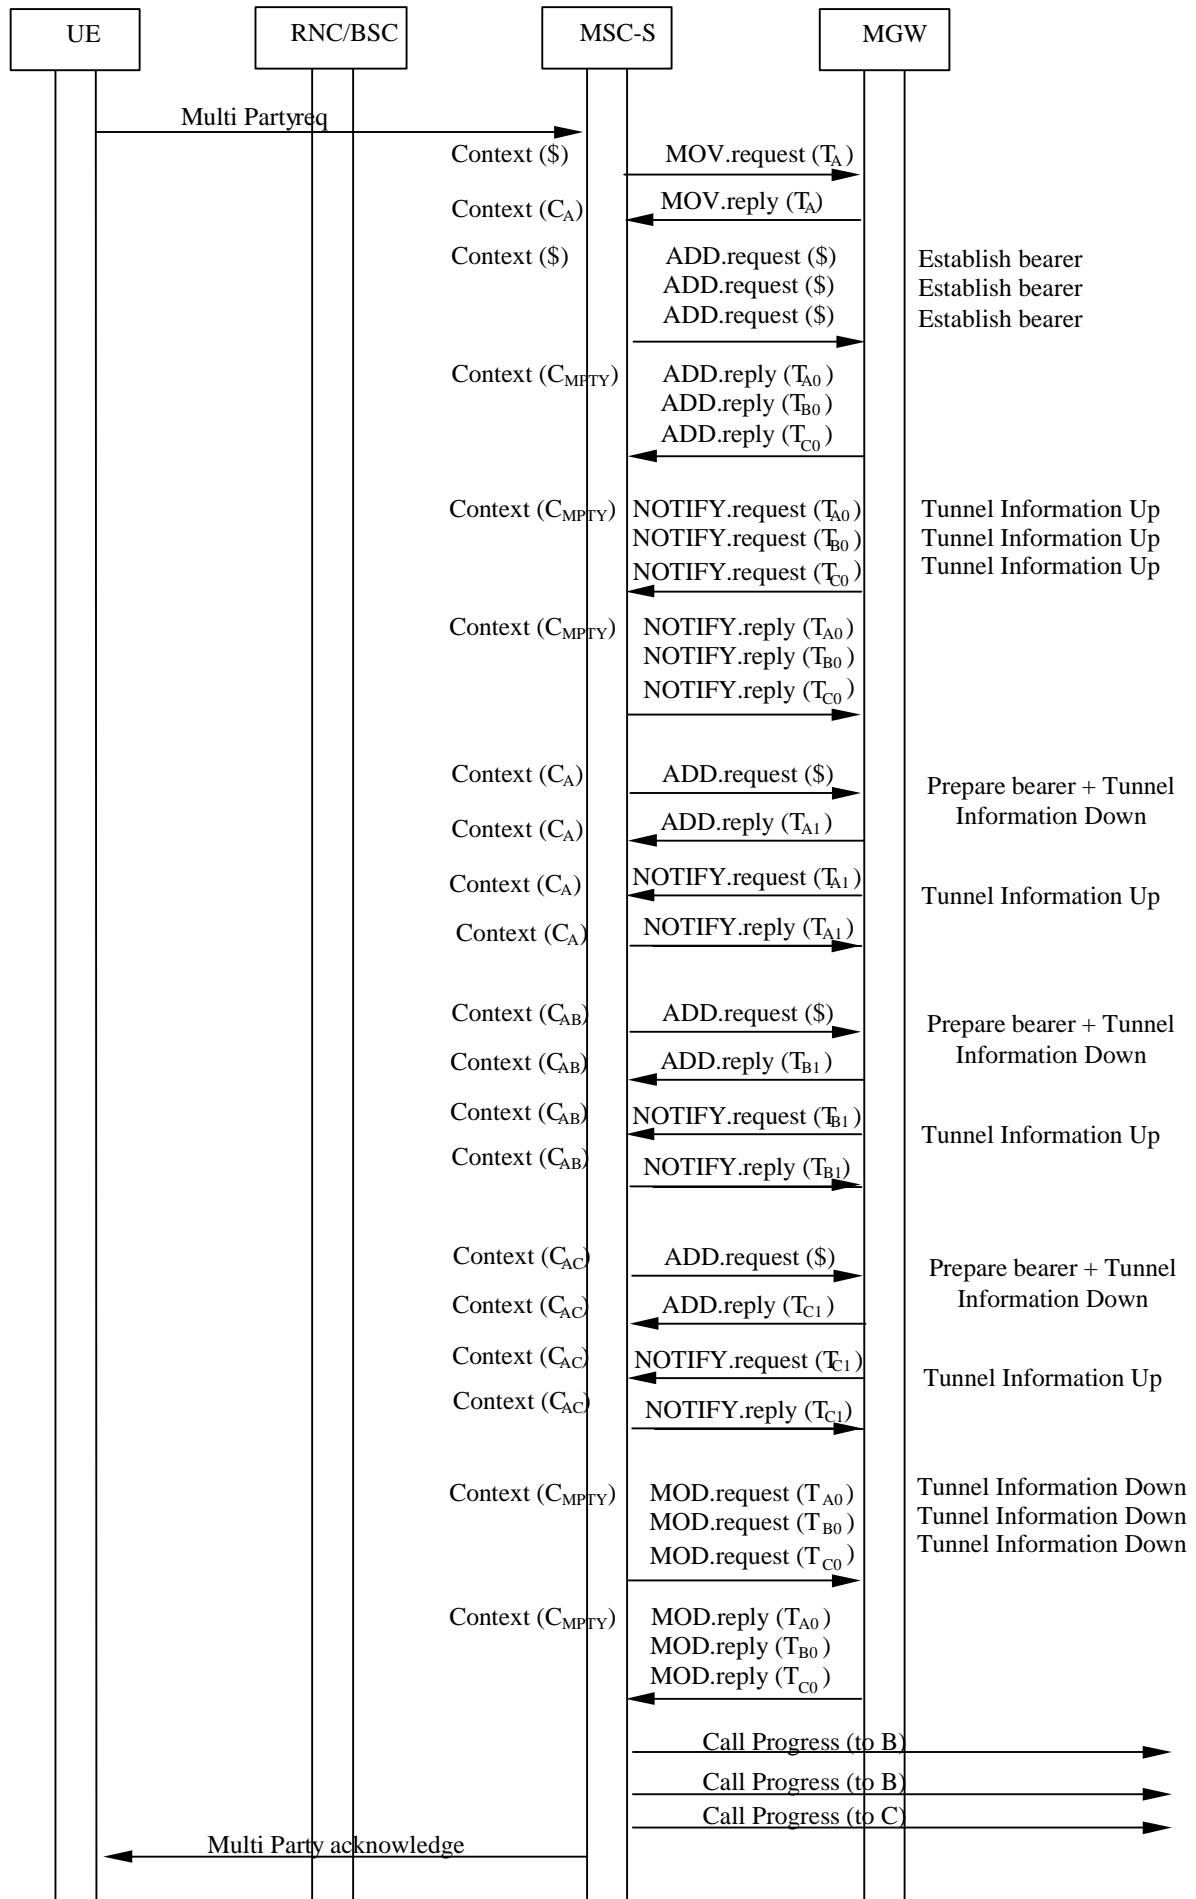 UE RNC/BSC MSC-S MGW
Multi Partyreq
Context ($) MOV.request (TA)
Context (CA) MOV.reply (TA)
Context ($) ADD.request ($) Establish bearer
ADD.request ($) Establish bearer
ADD.request ($) Establish bearer
Context (CMPTY) ADD.reply (TA0)
ADD.reply (TB0)
ADD.reply (TC0)
Context (CMPTY) NOTIFY.request (TA0) Tunnel Information Up
NOTIFY.request (TB0) Tunnel Information Up
NOTIFY.request (TC0) Tunnel Information Up
Context (CMPTY) NOTIFY.reply (TA0)
NOTIFY.reply (TB0)
NOTIFY.reply (TC0)
Context (CA) ADD.request ($) Prepare bearer + Tunnel
Information Down
Context (CA) ADD.reply (TA1)
Context (CA) NOTIFY.request (TA1) Tunnel Information Up
Context (CA) NOTIFY.reply (TA1)
Context (CAB) ADD.request ($) Prepare bearer + Tunnel
Information Down
Context (CAB) ADD.reply (TB1)
Context (CAB) NOTIFY.request (TB1) Tunnel Information Up
Context (CAB) NOTIFY.reply (TB1)
Context (CAC) ADD.request ($) Prepare bearer + Tunnel
Information Down
Context (CAC) ADD.reply (TC1)
Context (CAC) NOTIFY.request (TC1) Tunnel Information Up
Context (CAC) NOTIFY.reply (TC1)
Context (CMPTY) MOD.request (TA0) Tunnel Information Down
MOD.request (TB0) Tunnel Information Down
MOD.request (TC0) Tunnel Information Down
Context (CMPTY) MOD.reply (TA0)
MOD.reply (TB0)
MOD.reply (TC0)
Call Progress (to B)
Call Progress (to B)
Call Progress (to C)
Multi Party acknowledge